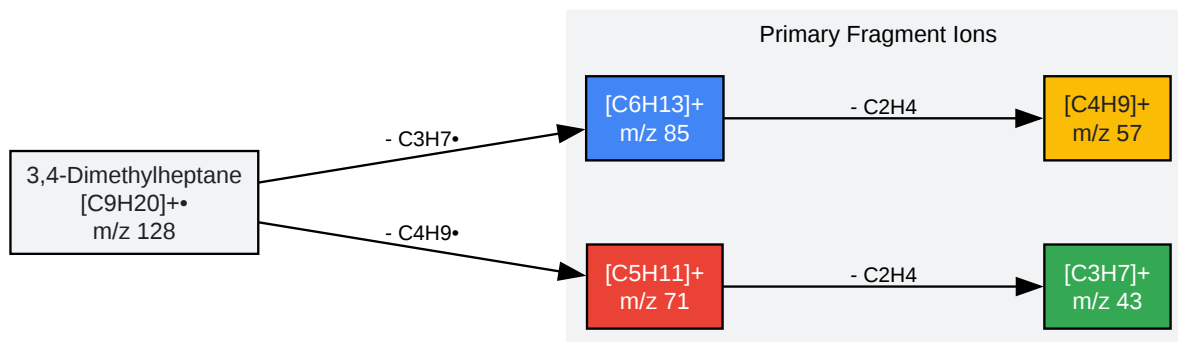 Primary Fragment Ions
3,4-Dimethylheptane
[C9H20]+•
m/z 128
- C3H7•
[C6H13]+
m/z 85
- C2H4
[C4H9]+
m/z 57
- C4H9•
[C5H11]+
m/z 71
- C2H4
[C3H7]+
m/z 43